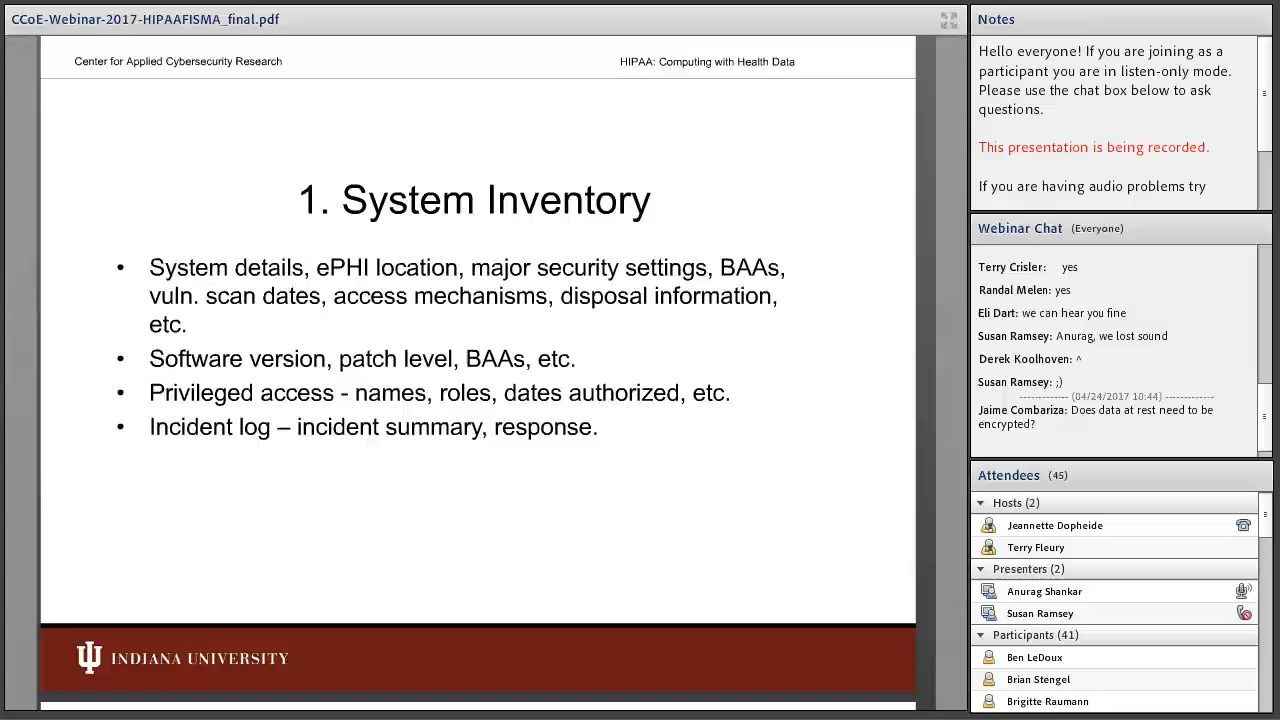 CCoE-Webinar-2017-HIPAAFISMA_final.pdf
Center for Applied Cybersecurity Research
HIPAA: Computing with Health Data
1. System Inventory
• System details, ePHI location, major security settings, BAAs,
vuln. scan dates, access mechanisms, disposal information,
etc.
• Software version, patch level, BAAs, etc.
• Privileged access - names, roles, dates authorized, etc.
• Incident log – incident summary, response.
INDIANA UNIVERSITY
Notes
Hello everyone! If you are joining as a
participant you are in listen-only mode.
Please use the chat box below to ask
questions.
This presentation is being recorded.
If you are having audio problems try
Webinar Chat (Everyone)
Terry Crisler: yes
Randal Melen: yes
Eli Dart: we can hear you fine
Susan Ramsey: Anurag, we lost sound
Derek Koolhoven: ^
Susan Ramsey: ;)
------------ (04/24/2017 10:44) -------------
Jaime Combariza: Does data at rest need to be
encrypted?
Attendees (45)
Hosts (2)
Jeannette Dopheide
Terry Fleury
Presenters (2)
Anurag Shankar
Susan Ramsey
Participants (41)
Ben LeDoux
Brian Stengel
Brigitte Raumann